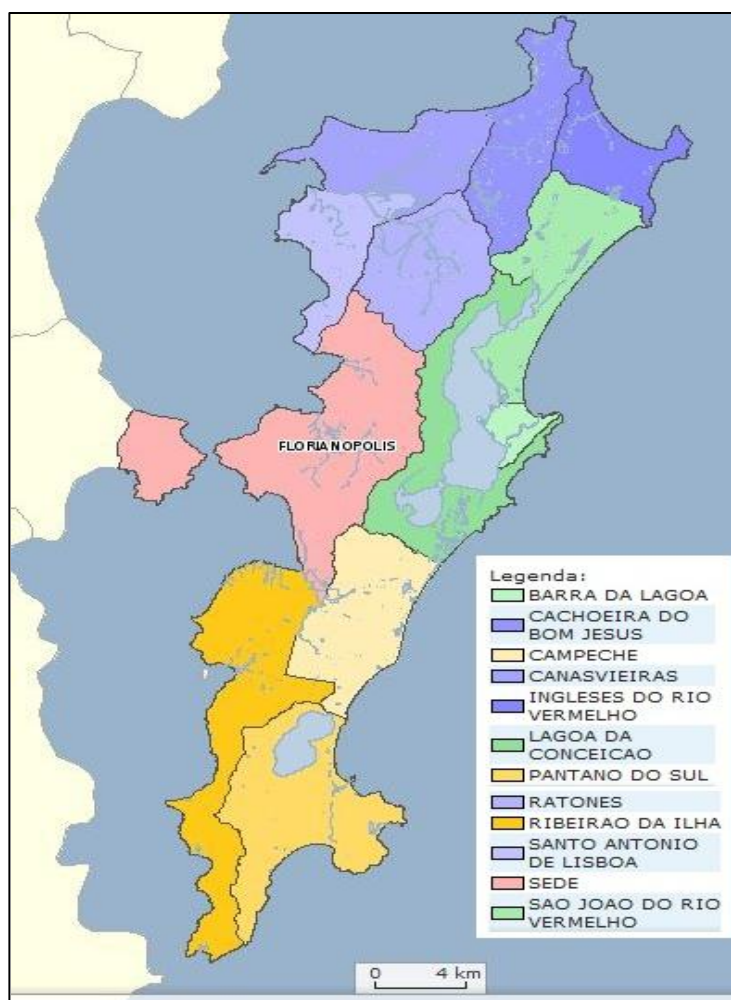 FLORIANOPOLIS
Legenda:
BARRA DA LAGOA
CACHOEIRA DO
BOM JESUS
CAMPECHE
CANASVIEIRAS
INGLESES DO RIO
VERMELHO
LAGOA DA
CONCEICAO
PANTANO DO SUL
RATONES
RIBEIRAO DA ILHA
SANTO ANTONIO
DE LISBOA
SEDE
SAO JOAO DO RIO
VERMELHO
0 4 km